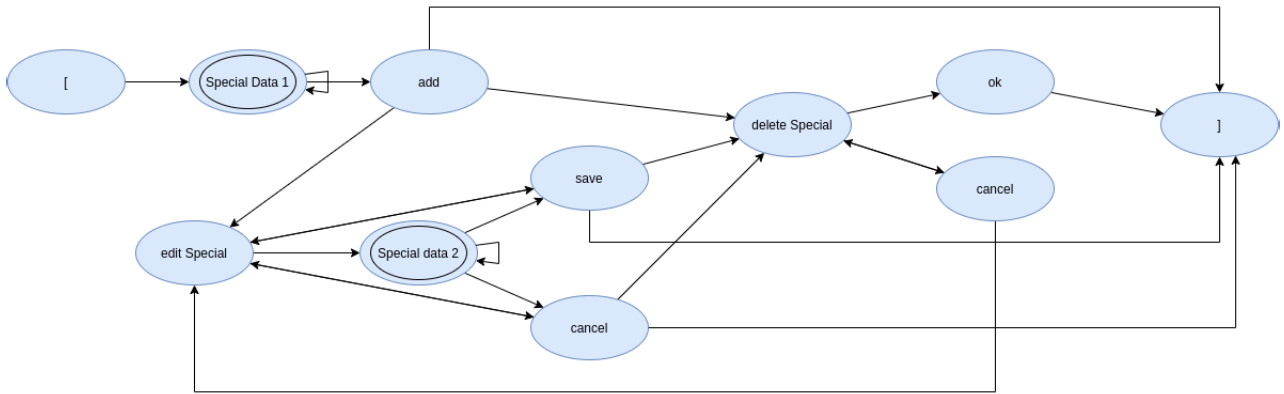 [
Special Data 1
add
ok
delete Special
]
save
cancel
edit Special
Special data 2
cancel